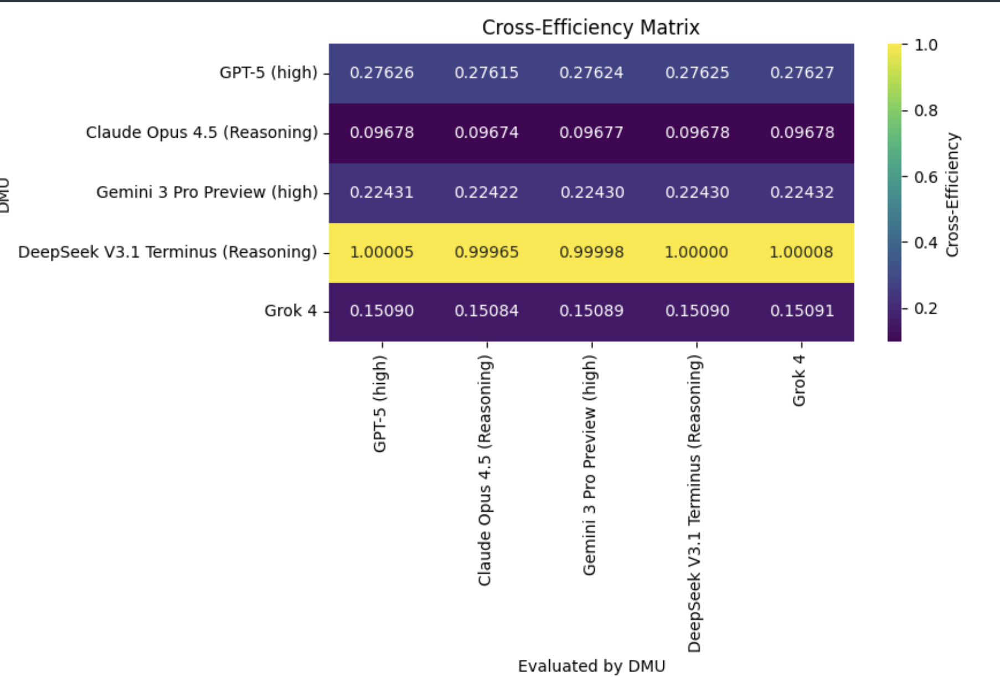 Cross-Efficiency Matrix
GPT-5 (high) 0.27626 0.27615 0.27624 0.27625 0.27627
Claude Opus 4.5 (Reasoning) 0.09678 0.09674 0.09677 0.09678 0.09678
Gemini 3 Pro Preview (high) 0.22431 0.22422 0.22430 0.22430 0.22432
DeepSeek V3.1 Terminus (Reasoning) 1.00005 0.99965 0.99998 1.00000 1.00008
Grok 4 0.15090 0.15084 0.15089 0.15090 0.15091
DMU
GPT-5 (high)
Claude Opus 4.5 (Reasoning)
Gemini 3 Pro Preview (high)
DeepSeek V3.1 Terminus (Reasoning)
Grok 4
Evaluated by DMU
1.0
0.8
0.6
0.4
0.2
Cross-Efficiency